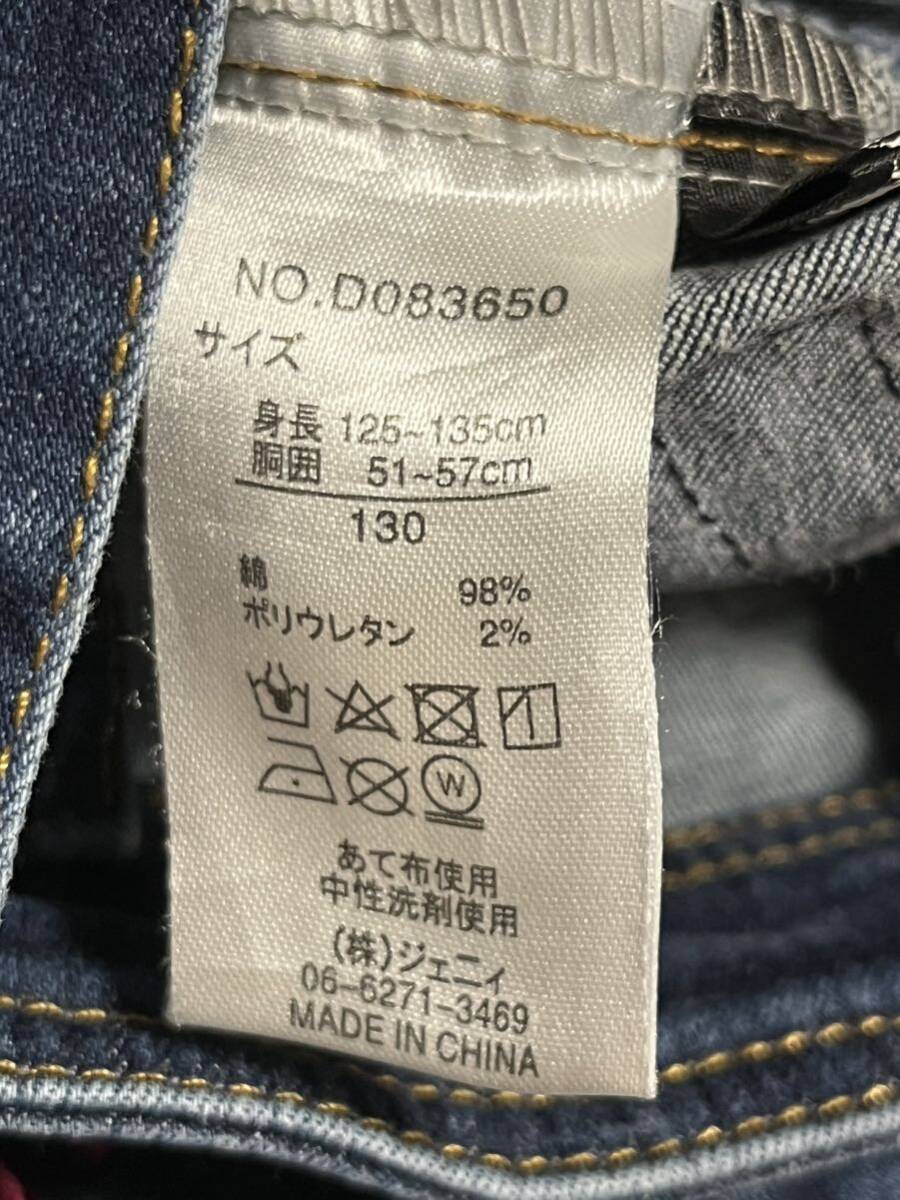 NO.D083650
サイズ
身長 125~135cm
胴囲 51~57cm
130
綿 98%
ポリウレタン 2%
W
あて布使用
中性洗剤使用
(株)ジェニィ
06-6271-3469
MADE IN CHINA